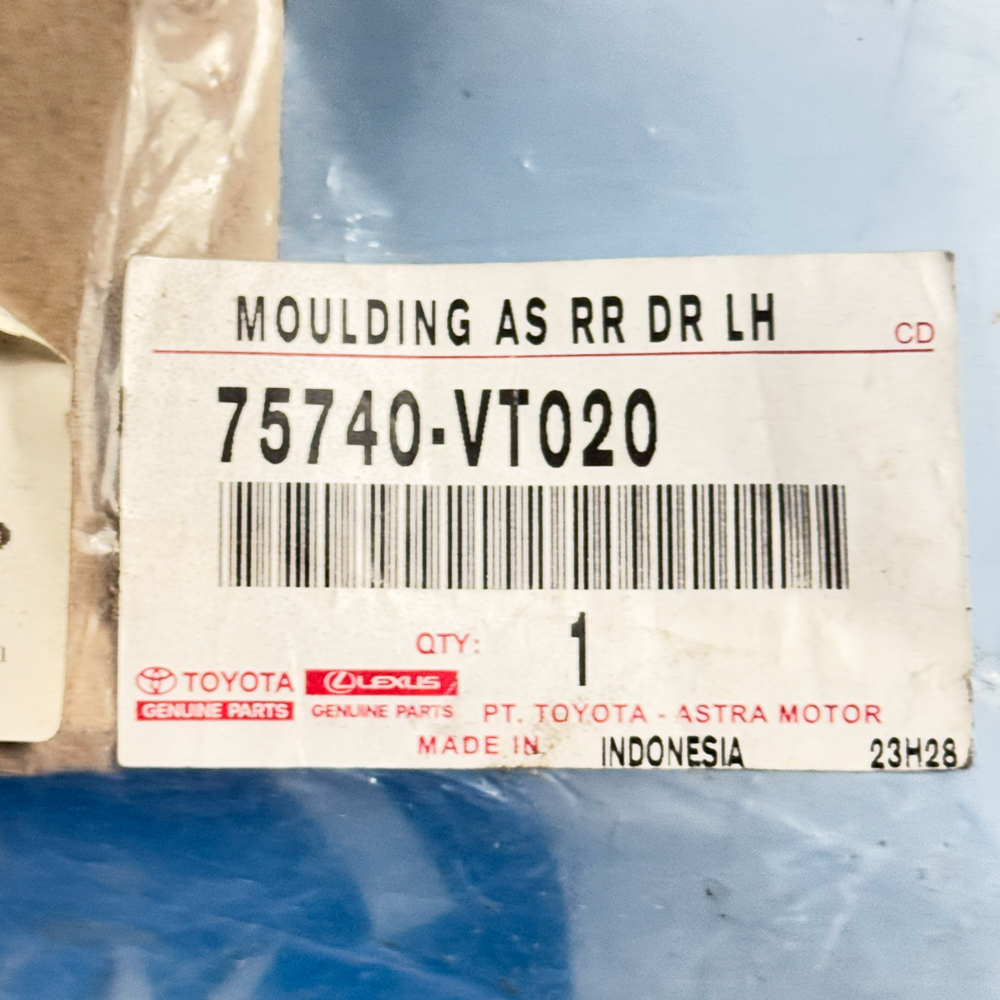 MOULDING AS RR DR LH
CD
75740-VT020
QTY: 1
TOYOTA
GENUINE PARTS
LEXUS
GENUINE PARTS
PT. TOYOTA - ASTRA MOTOR
MADE IN INDONESIA 23H28